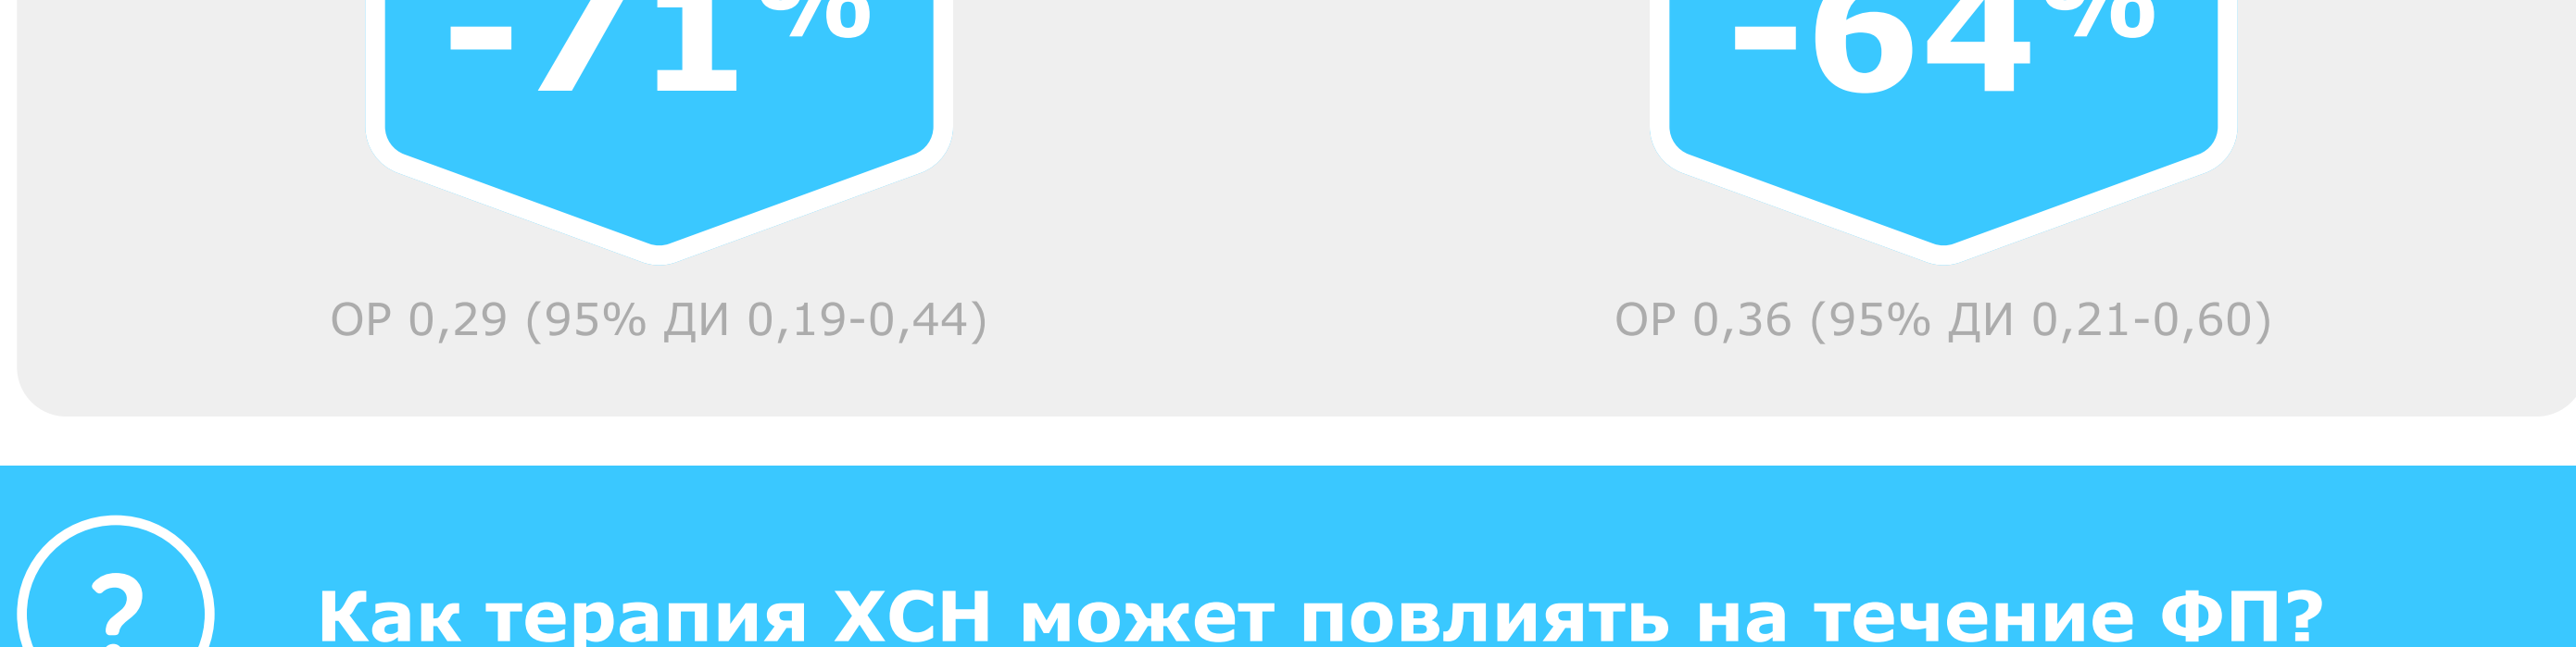 -71%
-64%
ОР 0,29 (95% ДИ 0,19-0,44)
ОР 0,36 (95% ДИ 0,21-0,60)
?
Как терапия ХСН может повлиять на течение ФП?